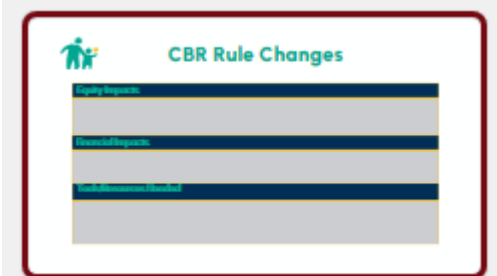 CBR Rule Changes
Equity Impacts
Financial Impacts
Tools/Resources Needed